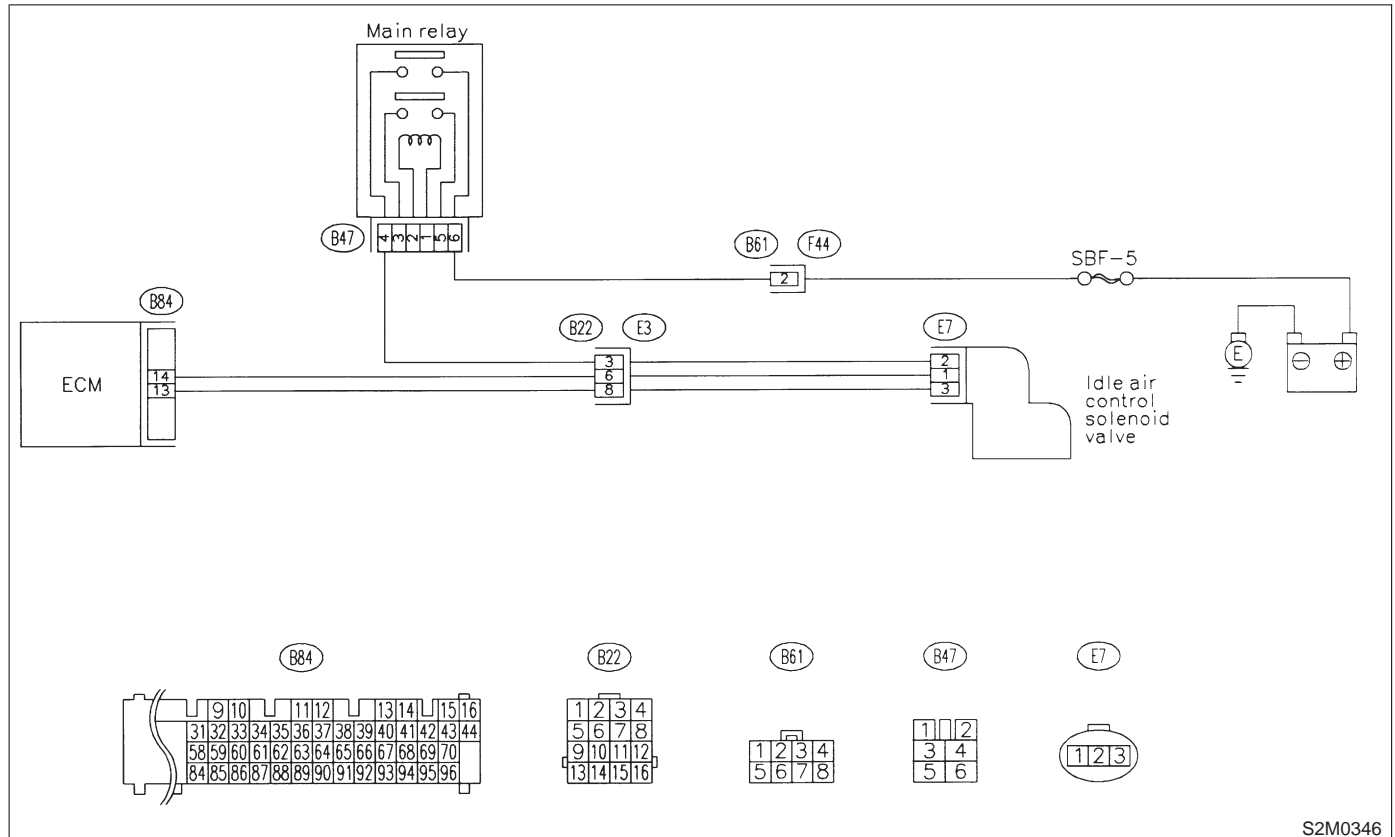 Main relay
B47
4 3 2 1 5 6
B61 F44
2
SBF-5
B84
B22 E3
E7
ECM
14
13
3
6
8
2
1
3
E
⊖ ⊕
Idle air
control
solenoid
valve
B84
B22
B61
B47
E7
9 10 11 12 13 14 15 16
31 32 33 34 35 36 37 38 39 40 41 42 43 44
58 59 60 61 62 63 64 65 66 67 68 69 70
84 85 86 87 88 89 90 91 92 93 94 95 96
1 2 3 4
5 6 7 8
9 10 11 12
13 14 15 16
1 2 3 4
5 6 7 8
1 2
3 4
5 6
1 2 3
S2M0346